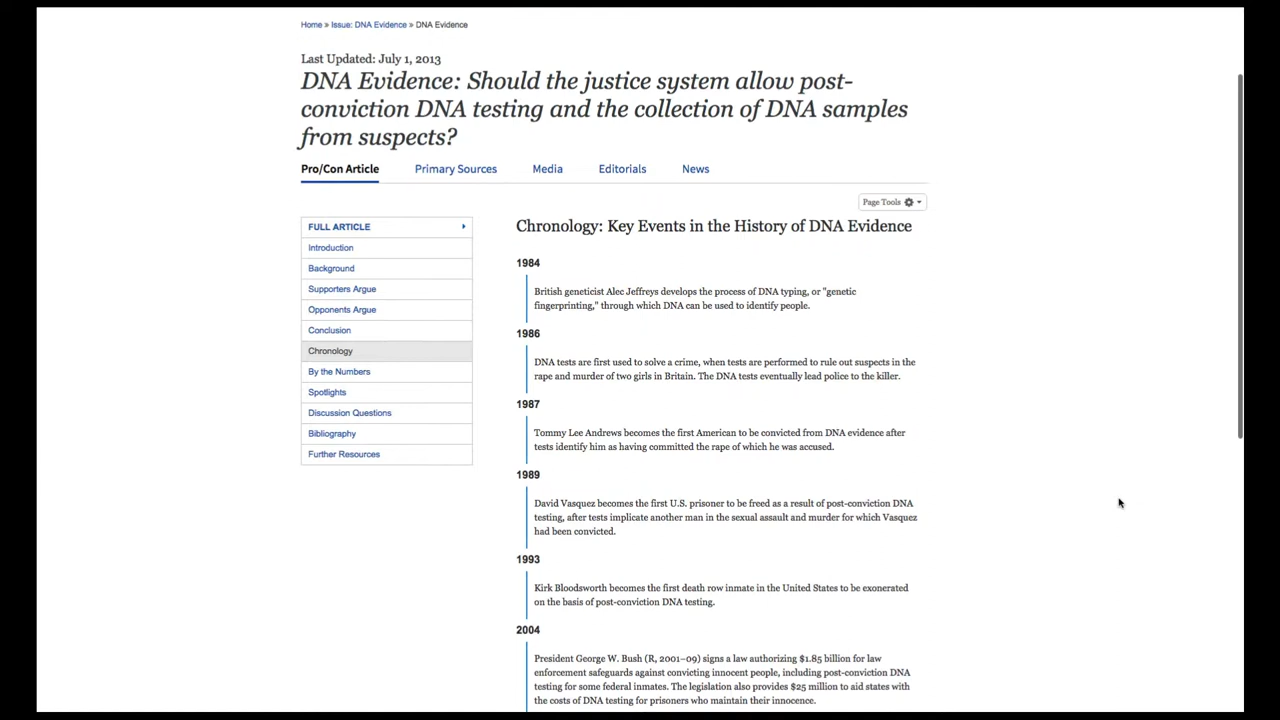 Home » Issue: DNA Evidence » DNA Evidence
Last Updated: July 1, 2013
DNA Evidence: Should the justice system allow post-
conviction DNA testing and the collection of DNA samples
from suspects?
Pro/Con Article
Primary Sources
Media
Editorials
News
Page Tools
FULL ARTICLE
Introduction
Background
Supporters Argue
Opponents Argue
Conclusion
Chronology
By the Numbers
Spotlights
Discussion Questions
Bibliography
Further Resources
Chronology: Key Events in the History of DNA Evidence
1984
British geneticist Alec Jeffreys develops the process of DNA typing, or "genetic
fingerprinting," through which DNA can be used to identify people.
1986
DNA tests are first used to solve a crime, when tests are performed to rule out suspects in the
rape and murder of two girls in Britain. The DNA tests eventually lead police to the killer.
1987
Tommy Lee Andrews becomes the first American to be convicted from DNA evidence after
tests identify him as having committed the rape of which he was accused.
1989
David Vasquez becomes the first U.S. prisoner to be freed as a result of post-conviction DNA
testing, after tests implicate another man in the sexual assault and murder for which Vasquez
had been convicted.
1993
Kirk Bloodsworth becomes the first death row inmate in the United States to be exonerated
on the basis of post-conviction DNA testing.
2004
President George W. Bush (R, 2001–09) signs a law authorizing $1.85 billion for law
enforcement safeguards against convicting innocent people, including post-conviction DNA
testing for some federal inmates. The legislation also provides $25 million to aid states with
the costs of DNA testing for prisoners who maintain their innocence.